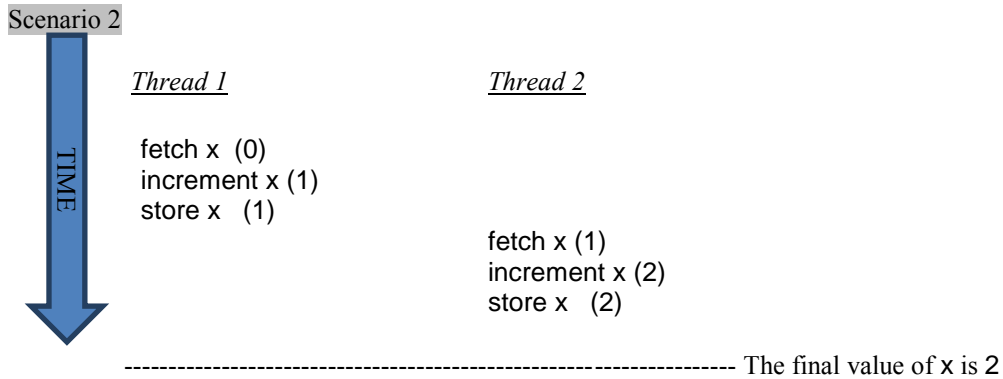 Scenario 2
Thread 1 Thread 2
TIME
fetch x (0)
increment x (1)
store x (1)
fetch x (1)
increment x (2)
store x (2)
--------------------------------------------------------------------- The final value of x is 2